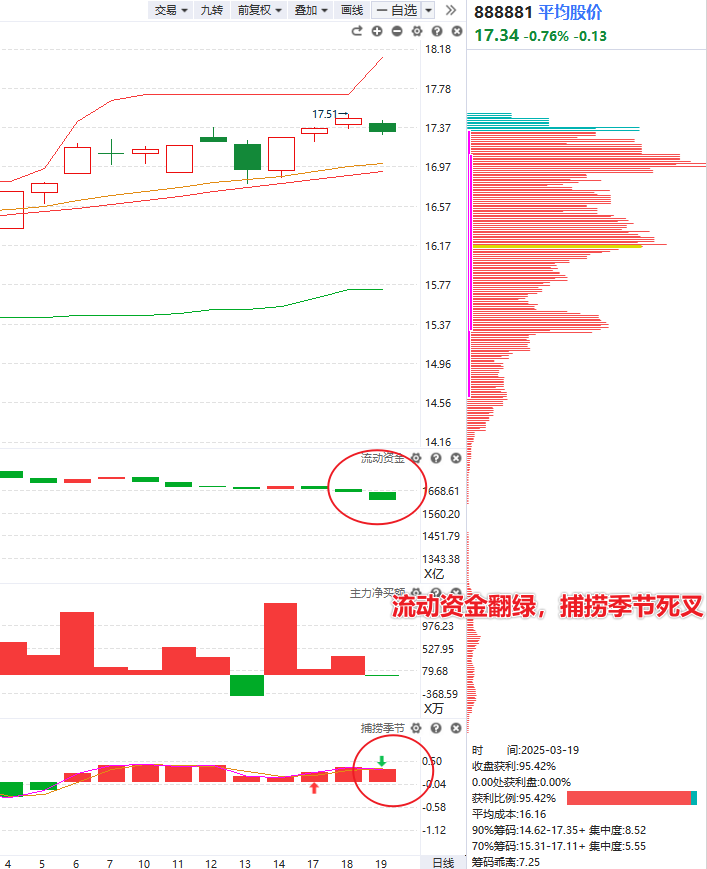 交易 九转 前复权 叠加 画线 一 自选
888881 平均股价
17.34 -0.76% -0.13
18.18
17.78
17.51
17.37
16.97
16.57
16.17
15.77
15.37
14.96
14.56
14.16
流动资金
1668.61
1560.20
1451.79
1343.38
X亿
主力净买额
流动资金翻绿，捕捞季节死叉
976.23
527.95
79.68
-368.59
X万
捕捞季节
0.50
-0.04
-0.58
-1.12
4 5 6 7 10 11 12 13 14 17 18 19 日线
时 间:2025-03-19
收盘获利:95.42%
0.00处获利盘:0.00%
获利比例:95.42%
平均成本:16.16
90%筹码:14.62-17.35+ 集中度:8.52
70%筹码:15.31-17.11+ 集中度:5.55
筹码乖离:7.25